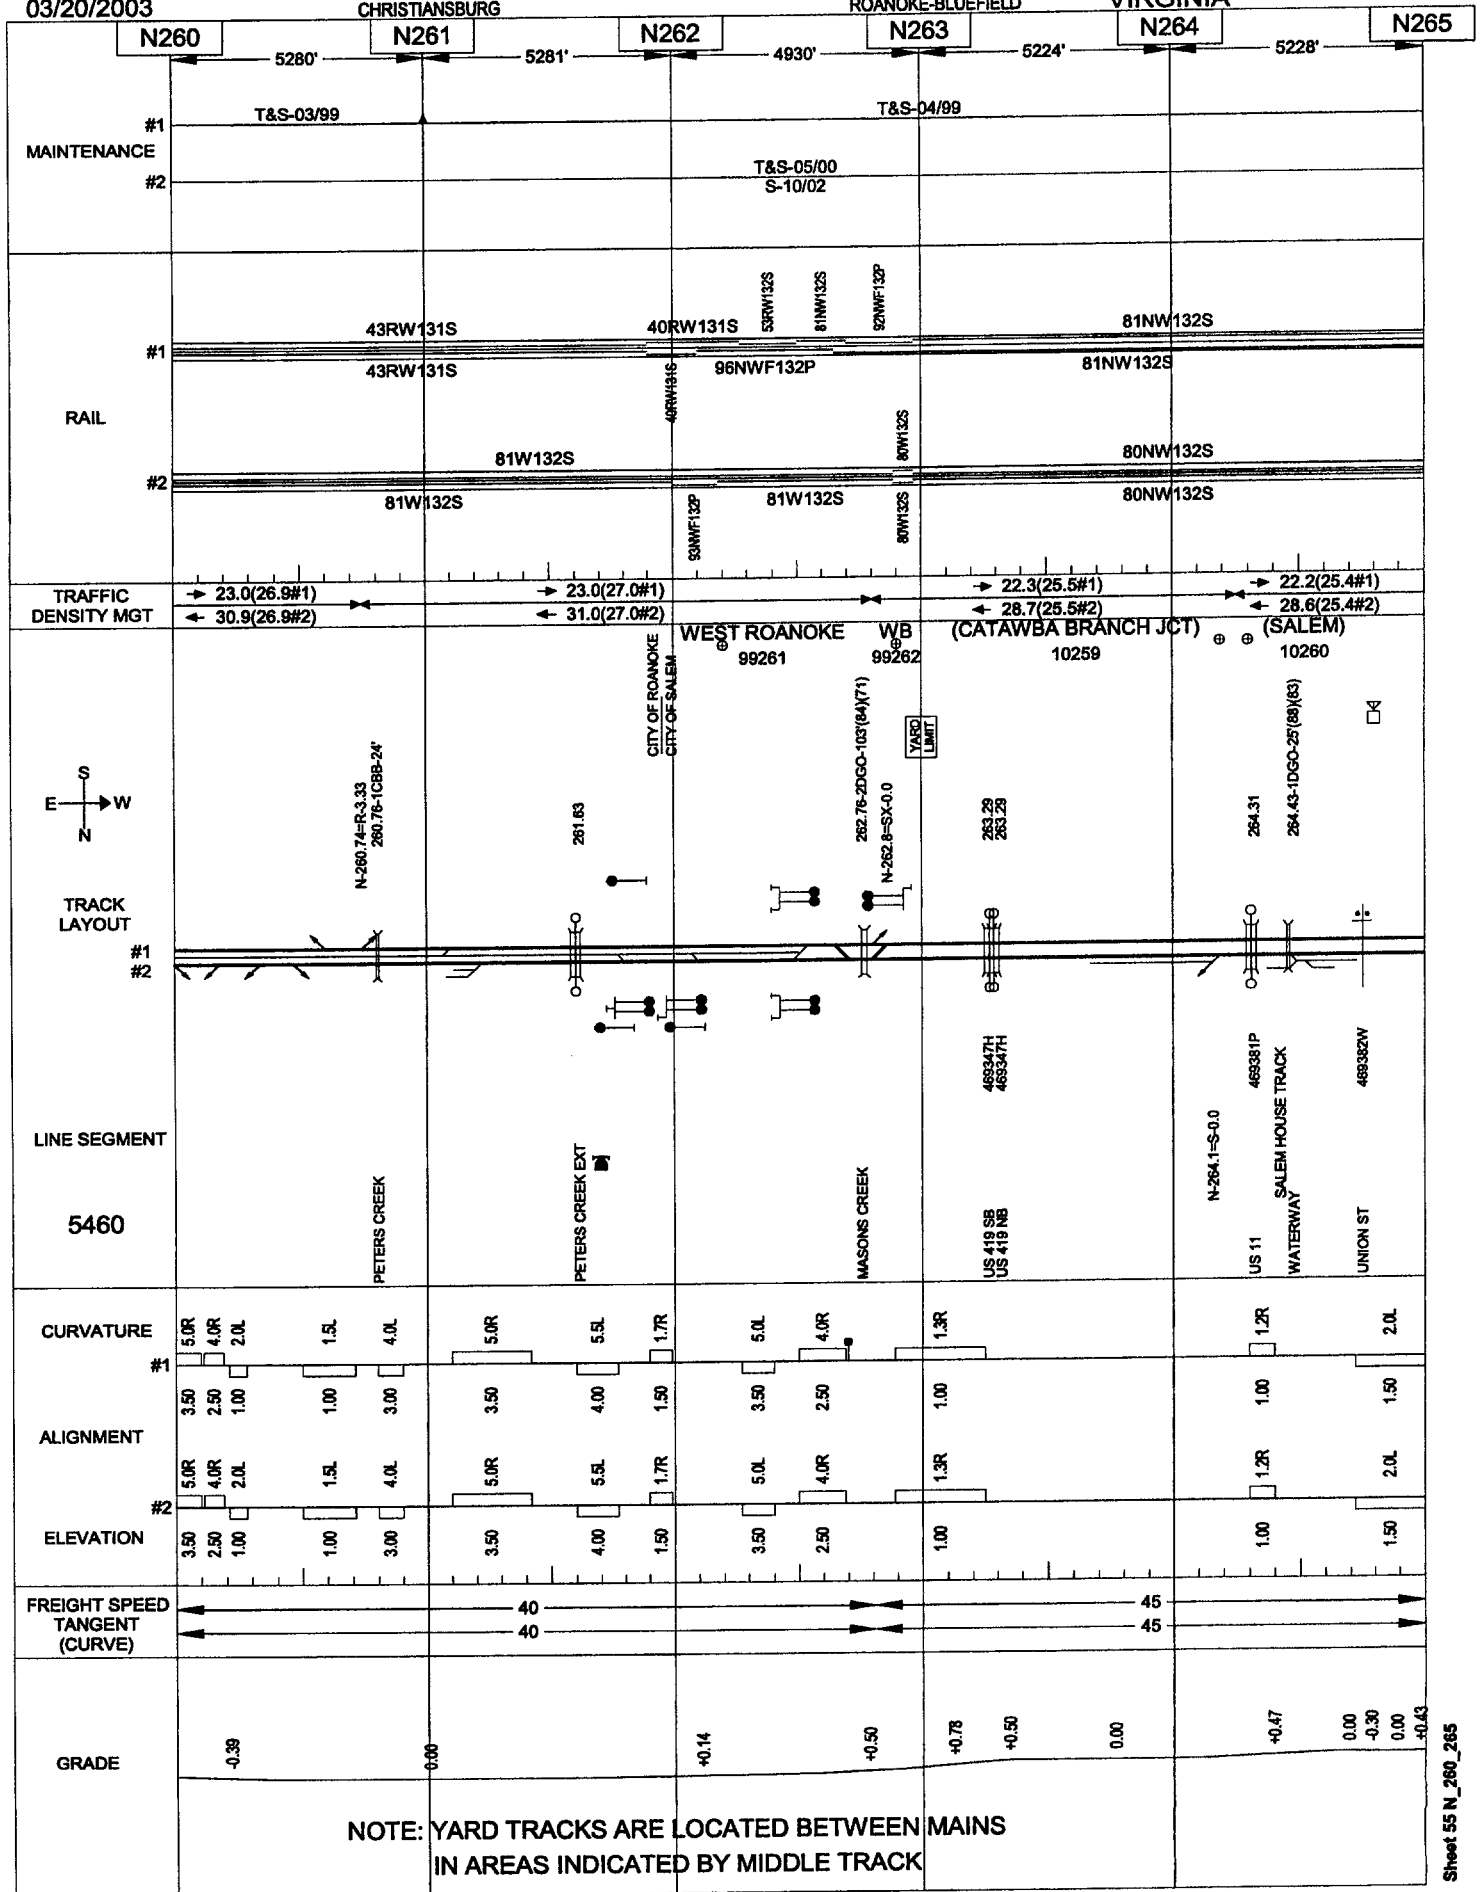 03/20/2003
CHRISTIANSBURG
ROANOKE-BLUEFIELD
VIRGINIA
N260
N261
N262
N263
N264
N265
5280'
5281'
4930'
5224'
5228'
MAINTENANCE
#1
T&S-03/99
T&S-04/99
#2
T&S-05/00
S-10/02
RAIL
53RW132S
81NW132S
92NWF132P
#1
43RW131S
40RW131S
81NW132S
43RW131S
40RW131S
96NWF132P
81NW132S
#2
81W132S
80W132S
80NW132S
81W132S
93NWF132P
81W132S
80W132S
80NW132S
TRAFFIC
DENSITY MGT
23.0(26.9#1)
23.0(27.0#1)
22.3(25.5#1)
22.2(25.4#1)
30.9(26.9#2)
31.0(27.0#2)
28.7(25.5#2)
28.6(25.4#2)
WEST ROANOKE
99261
WB
99262
(CATAWBA BRANCH JCT)
10259
(SALEM)
10260
CITY OF ROANOKE
CITY OF SALEM
YARD
LIMIT
S
E
W
N
N-260.74=R-3.33
260.76-1CBB-24'
261.63
262.76-2DGO-103'(84)(71)
N-262.8=SX-0.0
263.29
263.29
264.31
264.43-1DGO-25'(88)(83)
TRACK
LAYOUT
#1
#2
469347H
469347H
469381P
469382W
LINE SEGMENT
5460
PETERS CREEK
PETERS CREEK EXT
MASONS CREEK
US 419 SB
US 419 NB
N-264.1=S-0.0
US 11
SALEM HOUSE TRACK
WATERWAY
UNION ST
CURVATURE
#1
5.0R
4.0R
2.0L
1.5L
4.0L
5.0R
5.5L
1.7R
5.0L
4.0R
1.3R
1.2R
2.0L
3.50
2.50
1.00
1.00
3.00
3.50
4.00
1.50
3.50
2.50
1.00
1.00
1.50
ALIGNMENT
#2
5.0R
4.0R
2.0L
1.5L
4.0L
5.0R
5.5L
1.7R
5.0L
4.0R
1.3R
1.2R
2.0L
ELEVATION
3.50
2.50
1.00
1.00
3.00
3.50
4.00
1.50
3.50
2.50
1.00
1.00
1.50
FREIGHT SPEED
TANGENT
(CURVE)
40
45
40
45
GRADE
-0.39
0.00
+0.14
+0.50
+0.78
+0.50
0.00
+0.47
0.00
-0.30
0.00
+0.43
NOTE: YARD TRACKS ARE LOCATED BETWEEN MAINS
IN AREAS INDICATED BY MIDDLE TRACK
Sheet 55 N_260_265